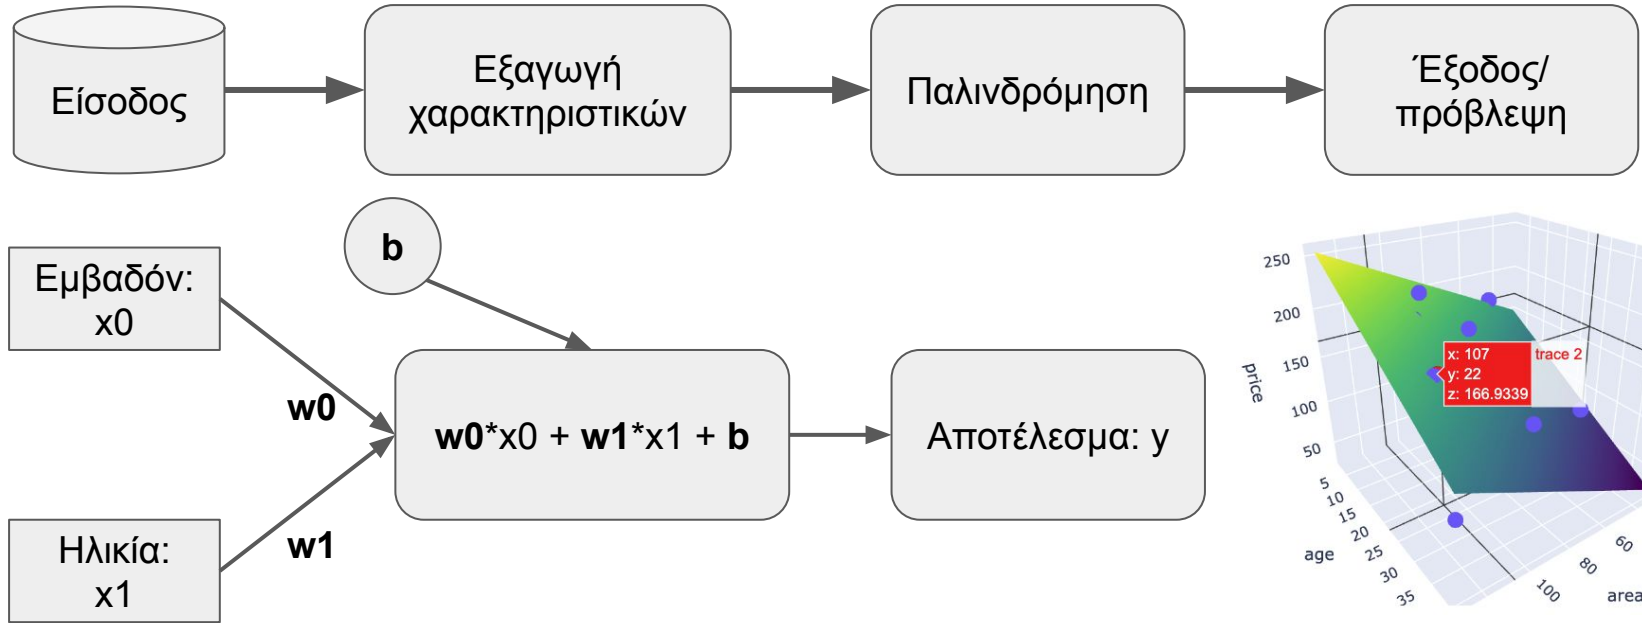 Είσοδος
Εξαγωγή
χαρακτηριστικών
Παλινδρόμηση
Έξοδος/
πρόβλεψη
b
Εμβαδόν:
x0
w0
w0*x0 + w1*x1 + b
Αποτέλεσμα: y
w1
Ηλικία:
x1
250
200
150
100
50
price
x: 107
y: 22
z: 166.9339
trace 2
5
10
15
20
25
30
35
age
100
80
60
area